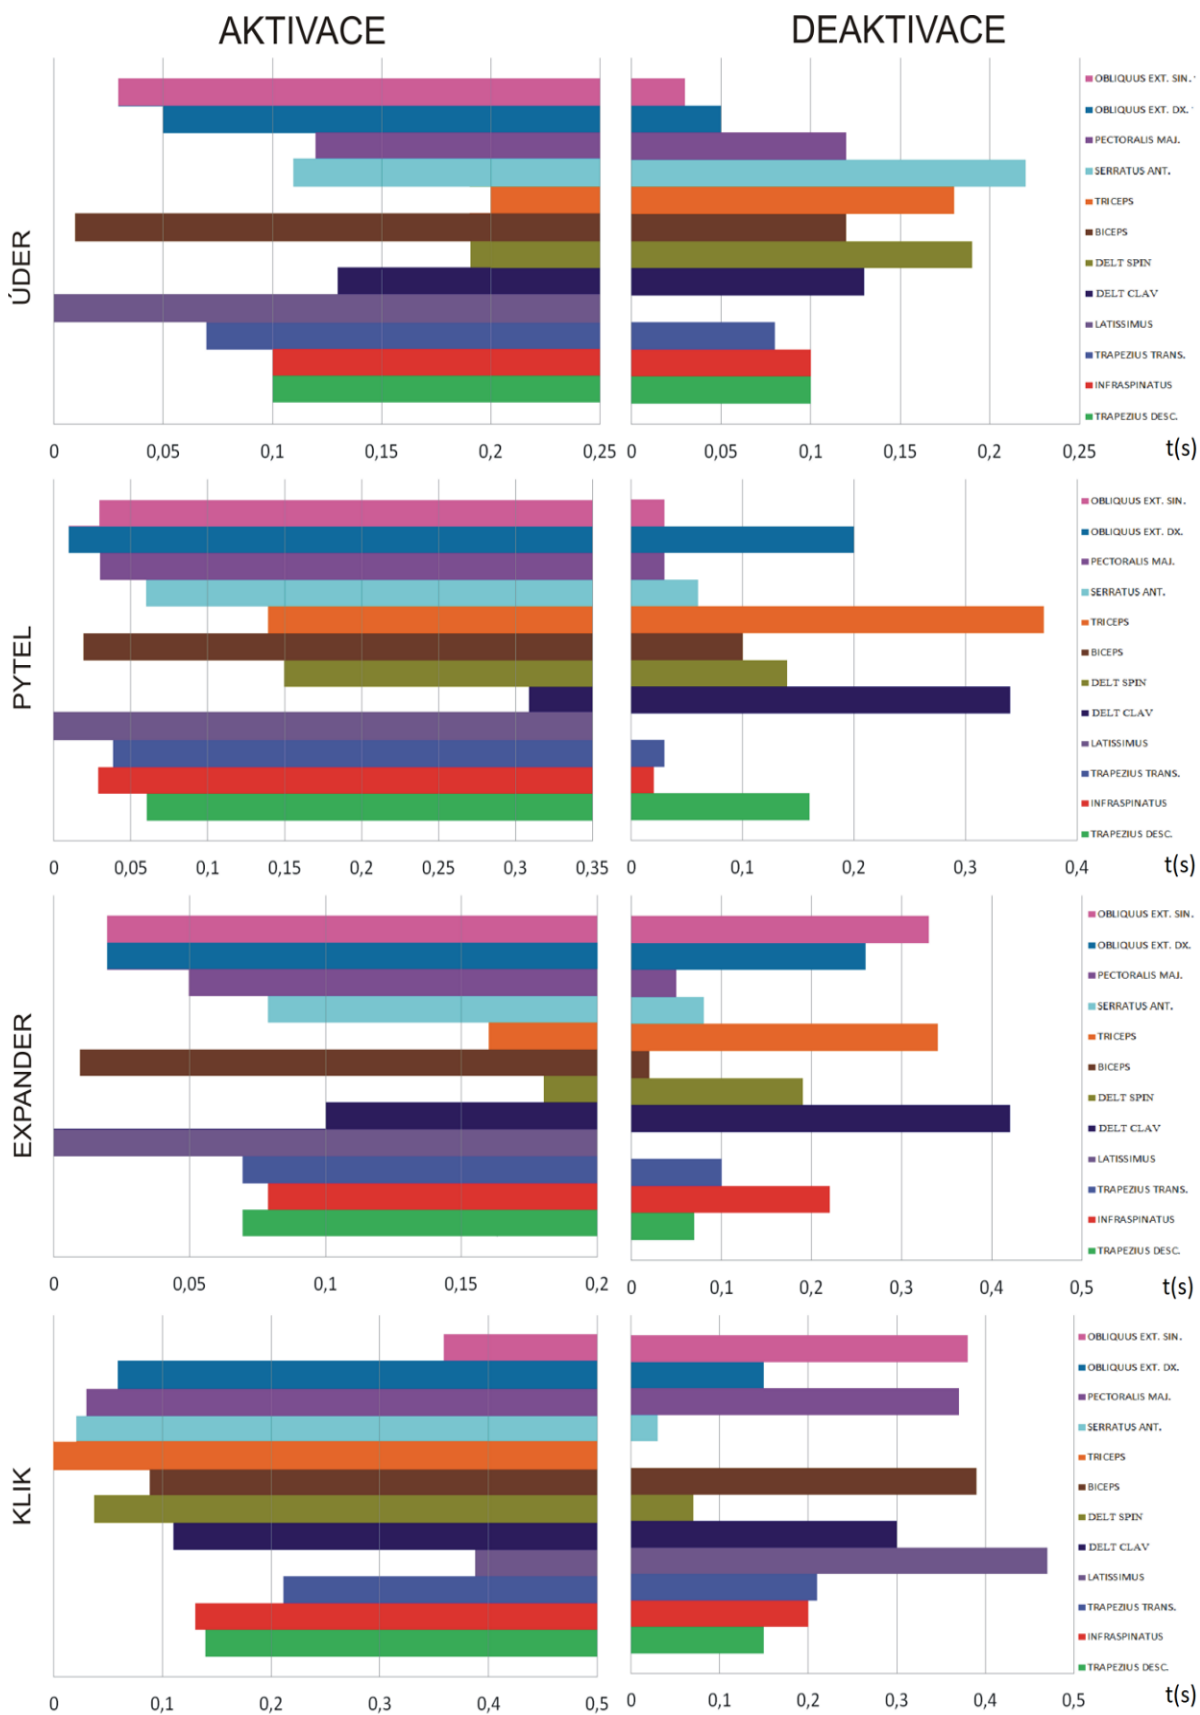 AKTIVACE DEAKTIVACE
ÚDER
OBLIQUUS EXT. SIN.
OBLIQUUS EXT. DX.
PECTORALIS MAJ.
SERRATUS ANT.
TRICEPS
BICEPS
DELT SPIN
DELT CLAV
LATISSIMUS
TRAPEZIUS TRANS.
INFRASPINATUS
TRAPEZIUS DESC.
0 0,05 0,1 0,15 0,2 0,25 0 0,05 0,1 0,15 0,2 0,25 t(s)
PYTEL
OBLIQUUS EXT. SIN.
OBLIQUUS EXT. DX.
PECTORALIS MAJ.
SERRATUS ANT.
TRICEPS
BICEPS
DELT SPIN
DELT CLAV
LATISSIMUS
TRAPEZIUS TRANS.
INFRASPINATUS
TRAPEZIUS DESC.
0 0,05 0,1 0,15 0,2 0,25 0,3 0,35 0 0,1 0,2 0,3 0,4 t(s)
EXPANDER
OBLIQUUS EXT. SIN.
OBLIQUUS EXT. DX.
PECTORALIS MAJ.
SERRATUS ANT.
TRICEPS
BICEPS
DELT SPIN
DELT CLAV
LATISSIMUS
TRAPEZIUS TRANS.
INFRASPINATUS
TRAPEZIUS DESC.
0 0,05 0,1 0,15 0,2 0 0,1 0,2 0,3 0,4 0,5 t(s)
KLIK
OBLIQUUS EXT. SIN.
OBLIQUUS EXT. DX.
PECTORALIS MAJ.
SERRATUS ANT.
TRICEPS
BICEPS
DELT SPIN
DELT CLAV
LATISSIMUS
TRAPEZIUS TRANS.
INFRASPINATUS
TRAPEZIUS DESC.
0 0,1 0,2 0,3 0,4 0,5 0 0,1 0,2 0,3 0,4 0,5 t(s)